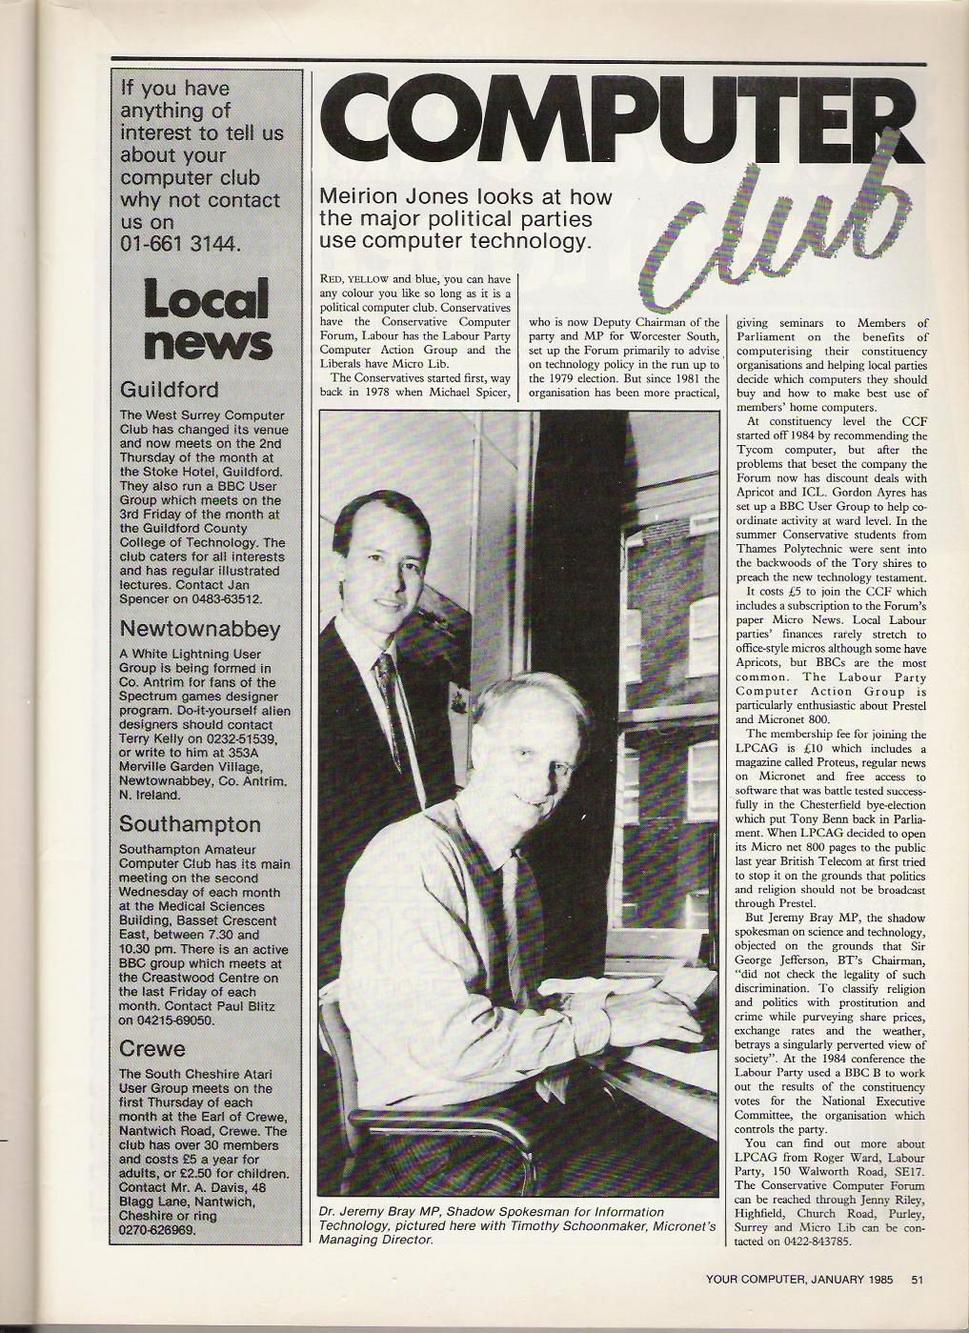 If you have
anything of
interest to tell us
about your
computer club
why not contact
us on
01-661 3144.
Local
news
Guildford
The West Surrey Computer
Club has changed its venue
and now meets on the 2nd
Thursday of the month at
the Stoke Hotel, Guildford.
They also run a BBC User
Group which meets on the
3rd Friday of the month at
the Guildford County
College of Technology. The
club caters for all interests
and has regular illustrated
lectures. Contact Jan
Spencer on 0483-63512.
Newtownabbey
A White Lightning User
Group is being formed in
Co. Antrim for fans of the
Spectrum games designer
program. Do-it-yourself alien
designers should contact
Terry Kelly on 0232-51539,
or write to him at 353A
Merville Garden Village,
Newtownabbey, Co. Antrim.
N. Ireland.
Southampton
Southampton Amateur
Computer Club has its main
meeting on the second
Wednesday of each month
at the Medical Sciences
Building, Basset Crescent
East, between 7.30 and
10.30 pm. There is an active
BBC group which meets at
the Creastwood Centre on
the last Friday of each
month. Contact Paul Blitz
on 04215-69050.
Crewe
The South Cheshire Atari
User Group meets on the
first Thursday of each
month at the Earl of Crewe,
Nantwich Road, Crewe. The
club has over 30 members
and costs £5 a year for
adults, or £2.50 for children.
Contact Mr. A. Davis, 48
Blagg Lane, Nantwich,
Cheshire or ring
0270-626969.
COMPUTER
club
Meirion Jones looks at how
the major political parties
use computer technology.
RED, YELLOW and blue, you can have
any colour you like so long as it is a
political computer club. Conservatives
have the Conservative Computer
Forum, Labour has the Labour Party
Computer Action Group and the
Liberals have Micro Lib.
The Conservatives started first, way
back in 1978 when Michael Spicer,
who is now Deputy Chairman of the
party and MP for Worcester South,
set up the Forum primarily to advise
on technology policy in the run up to
the 1979 election. But since 1981 the
organisation has been more practical,
giving seminars to Members of
Parliament on the benefits of
computerising their constituency
organisations and helping local parties
decide which computers they should
buy and how to make best use of
members' home computers.
At constituency level the CCF
started off 1984 by recommending the
Tycom computer, but after the
problems that beset the company the
Forum now has discount deals with
Apricot and ICL. Gordon Ayres has
set up a BBC User Group to help co-
ordinate activity at ward level. In the
summer Conservative students from
Thames Polytechnic were sent into
the backwoods of the Tory shires to
preach the new technology testament.
It costs £5 to join the CCF which
includes a subscription to the Forum's
paper Micro News. Local Labour
parties' finances rarely stretch to
office-style micros although some have
Apricots, but BBCs are the most
common. The Labour Party
Computer Action Group is
particularly enthusiastic about Prestel
and Micronet 800.
The membership fee for joining the
LPCAG is £10 which includes a
magazine called Proteus, regular news
on Micronet and free access to
software that was battle tested success-
fully in the Chesterfield bye-election
which put Tony Benn back in Parlia-
ment. When LPCAG decided to open
its Micro net 800 pages to the public
last year British Telecom at first tried
to stop it on the grounds that politics
and religion should not be broadcast
through Prestel.
But Jeremy Bray MP, the shadow
spokesman on science and technology,
objected on the grounds that Sir
George Jefferson, BT's Chairman,
"did not check the legality of such
discrimination. To classify religion
and politics with prostitution and
crime while purveying share prices,
exchange rates and the weather,
betrays a singularly perverted view of
society". At the 1984 conference the
Labour Party used a BBC B to work
out the results of the constituency
votes for the National Executive
Committee, the organisation which
controls the party.
You can find out more about
LPCAG from Roger Ward, Labour
Party, 150 Walworth Road, SE17.
The Conservative Computer Forum
can be reached through Jenny Riley,
Highfield, Church Road, Purley,
Surrey and Micro Lib can be con-
tacted on 0422-843785.
Dr. Jeremy Bray MP, Shadow Spokesman for Information
Technology, pictured here with Timothy Schoonmaker, Micronet's
Managing Director.
YOUR COMPUTER, JANUARY 1985 51